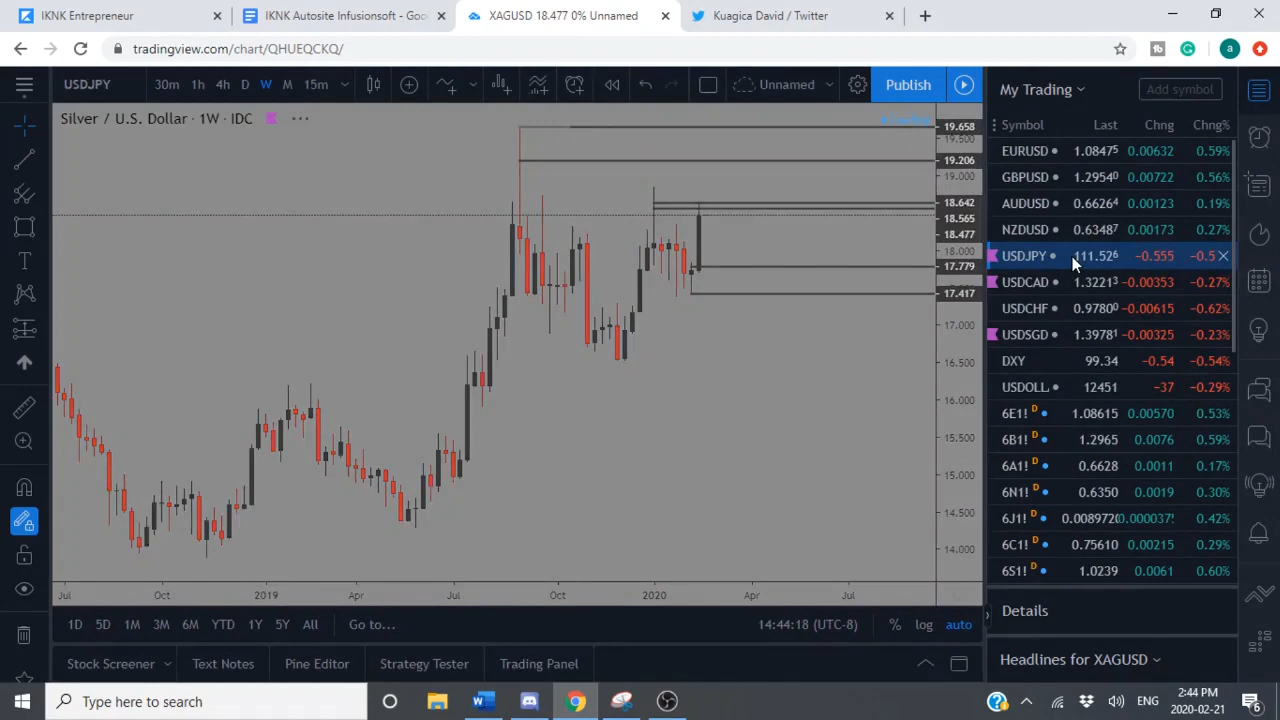 IKNK Entrepreneur
IKNK Autosite Infusionsoft - Goo
XAGUSD 18.477 0% Unnamed
Kuagica David / Twitter
tradingview.com/chart/QHUEQCKQ/
a
USDJPY 30m 1h 4h D W M 15m Unnamed Publish
My Trading Add symbol
Silver / U.S. Dollar · 1W · IDC
Symbol Last Chng Chng%
EURUSD 1.08475 0.00632 0.59%
GBPUSD 1.29540 0.00722 0.56%
AUDUSD 0.66264 0.00123 0.19%
NZDUSD 0.63487 0.00173 0.27%
USDJPY 111.526 −0.555 −0.5
USDCAD 1.32213 −0.00353 −0.27%
USDCHF 0.97800 −0.00615 −0.62%
USDSGD 1.39781 −0.00325 −0.23%
DXY 99.34 −0.54 −0.54%
USDOLL 12451 −37 −0.29%
6E1! D 1.08615 0.00570 0.53%
6B1! D 1.2965 0.0076 0.59%
6A1! D 0.6628 0.0011 0.17%
6N1! D 0.6350 0.0019 0.30%
6J1! D 0.0089720 0.0000375 0.42%
6C1! D 0.75610 0.00215 0.29%
6S1! D 1.0239 0.0061 0.60%
19.658
19.500
19.206
19.000
18.642
18.565
18.477
18.000
17.779
17.417
17.000
16.500
16.000
15.500
15.000
14.500
14.000
Jul Oct 2019 Apr Jul Oct 2020 Apr Jul
1D 5D 1M 3M 6M YTD 1Y 5Y All Go to... 14:44:18 (UTC-8) % log auto
Details
Stock Screener Text Notes Pine Editor Strategy Tester Trading Panel
Headlines for XAGUSD
Type here to search
ENG
2:44 PM
2020-02-21
6